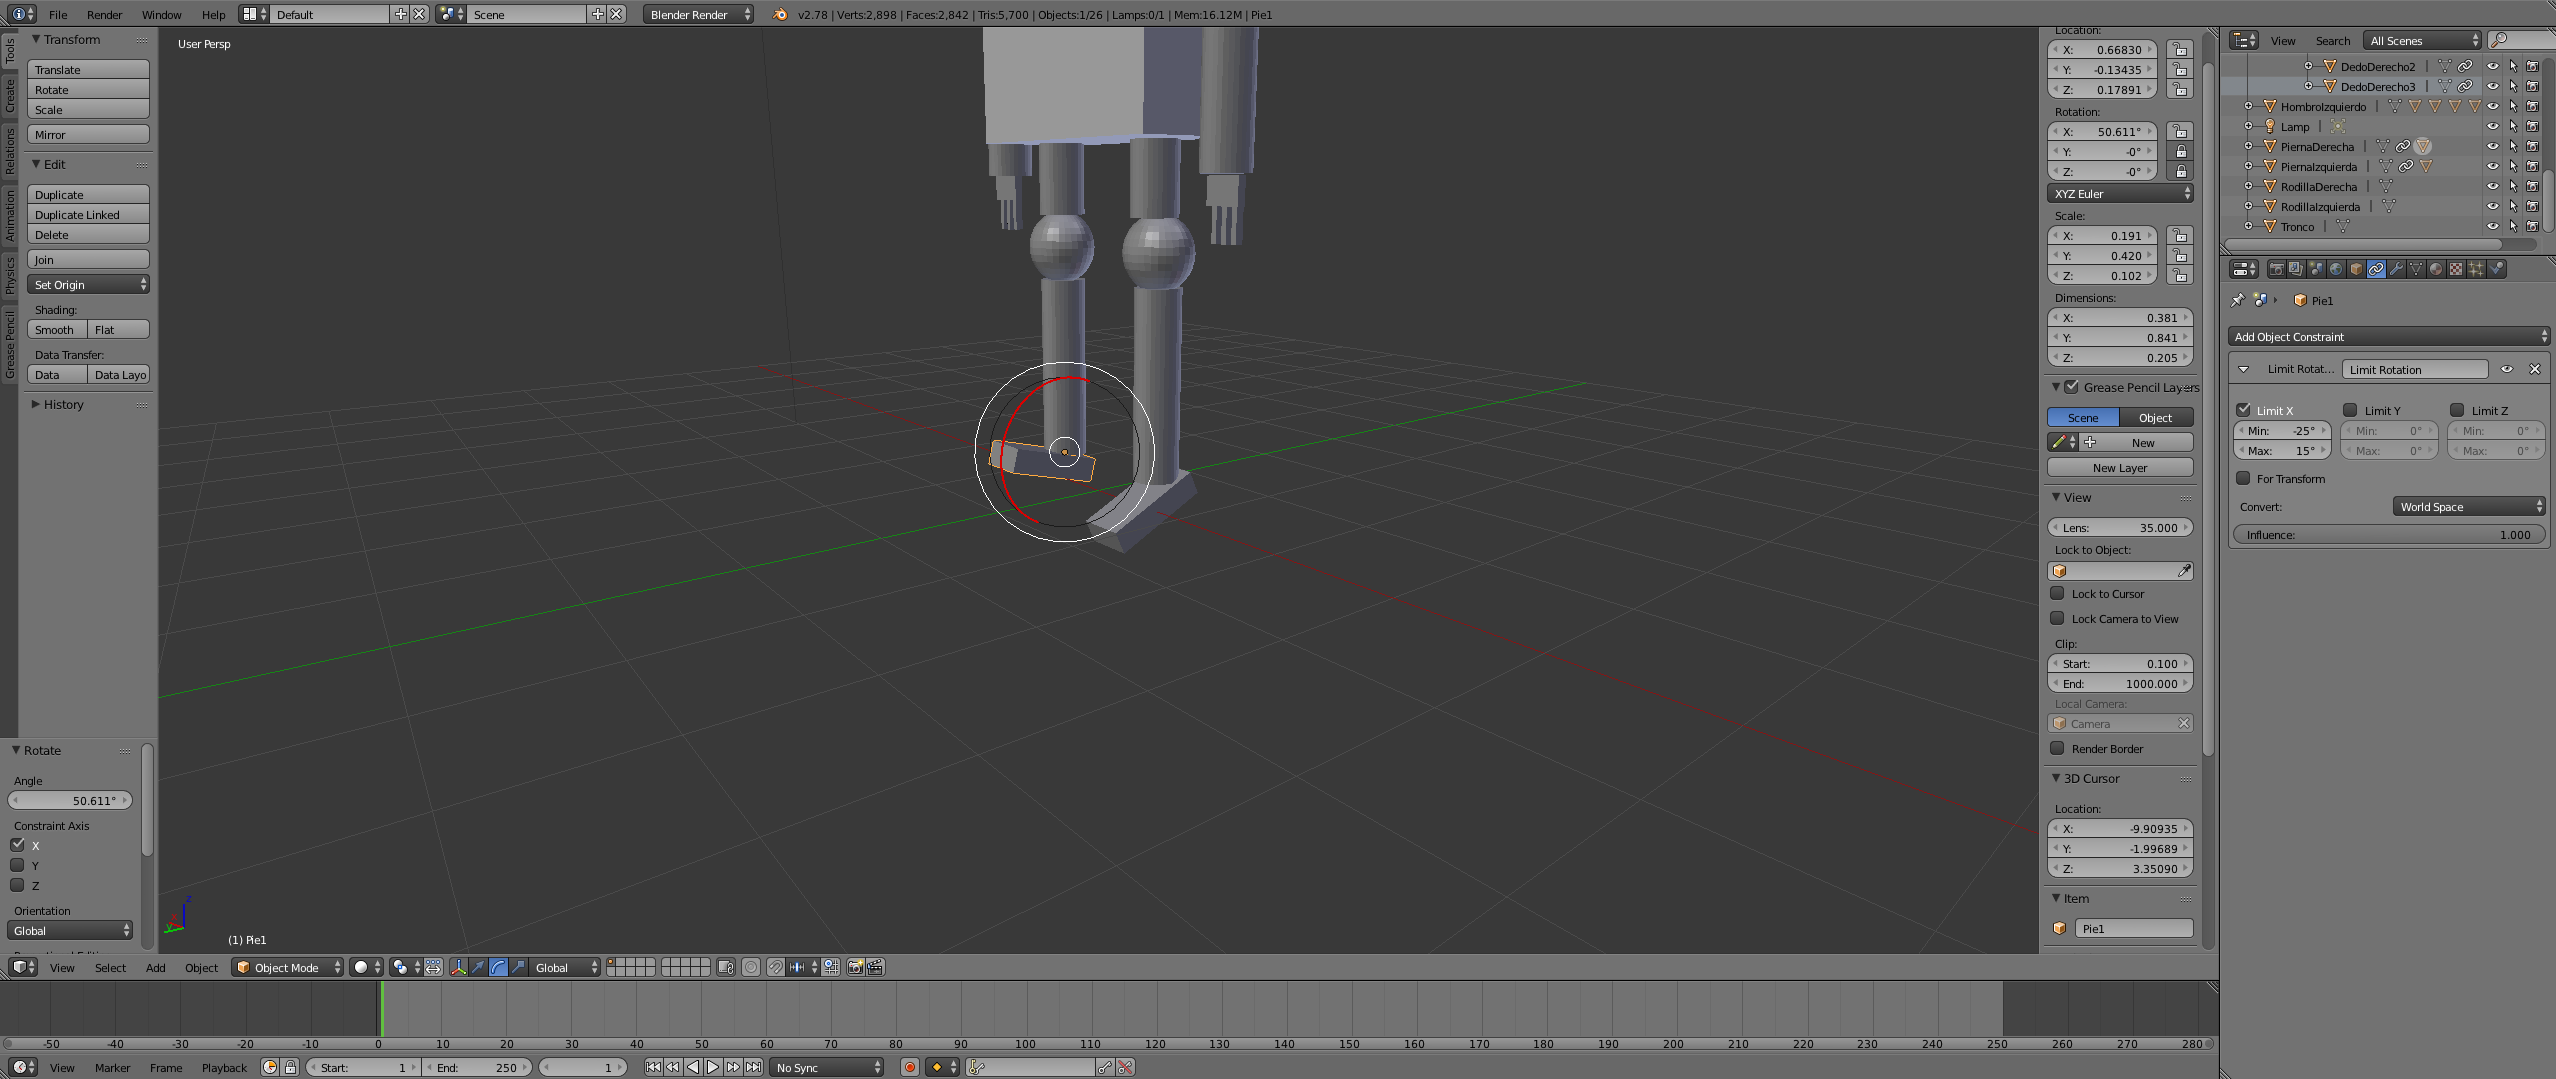 File Render Window Help Default Scene Blender Render v2.78 | Verts:2,898 | Faces:2,842 | Tris:5,700 | Objects:1/26 | Lamps:0/1 | Mem:16.12M | Pie1
Tools
Create
Relations
Animation
Physics
Grease Pencil
Transform
Translate
Rotate
Scale
Mirror
Edit
Duplicate
Duplicate Linked
Delete
Join
Set Origin
Shading:
Smooth Flat
Data Transfer:
Data Data Layo
History
Rotate
Angle
50.611°
Constraint Axis
X
Y
Z
Orientation
Global
User Persp
(1) Pie1
Location:
X: 0.66830
Y: -0.13435
Z: 0.17891
Rotation:
X: 50.611°
Y: -0°
Z: -0°
XYZ Euler
Scale:
X: 0.191
Y: 0.420
Z: 0.102
Dimensions:
X: 0.381
Y: 0.841
Z: 0.205
Grease Pencil Layers
Scene Object
New
New Layer
View
Lens: 35.000
Lock to Object:
Lock to Cursor
Lock Camera to View
Clip:
Start: 0.100
End: 1000.000
Local Camera:
Camera
Render Border
3D Cursor
Location:
X: -9.90935
Y: -1.99689
Z: 3.35090
Item
Pie1
View Search All Scenes
DedoDerecho2
DedoDerecho3
HombroIzquierdo
Lamp
PiernaDerecha
PiernaIzquierda
RodillaDerecha
RodillaIzquierda
Tronco
Pie1
Add Object Constraint
Limit Rotat... Limit Rotation
Limit X Limit Y Limit Z
Min: -25° Min: 0° Min: 0°
Max: 15° Max: 0° Max: 0°
For Transform
Convert: World Space
Influence: 1.000
View Select Add Object Object Mode Global
-50 -40 -30 -20 -10 0 10 20 30 40 50 60 70 80 90 100 110 120 130 140 150 160 170 180 190 200 210 220 230 240 250 260 270 280
View Marker Frame Playback Start: 1 End: 250 1 No Sync